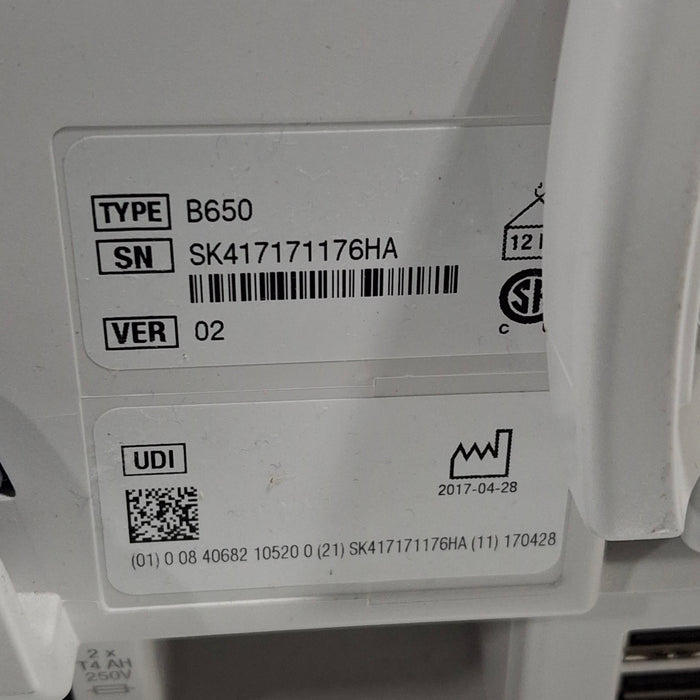 TYPE B650
SN SK417171176HA
12
VER 02
C
UDI
2017-04-28
(01) 0 08 40682 10520 0 (21) SK417171176HA (11) 170428
2 x
T4 AH
250V